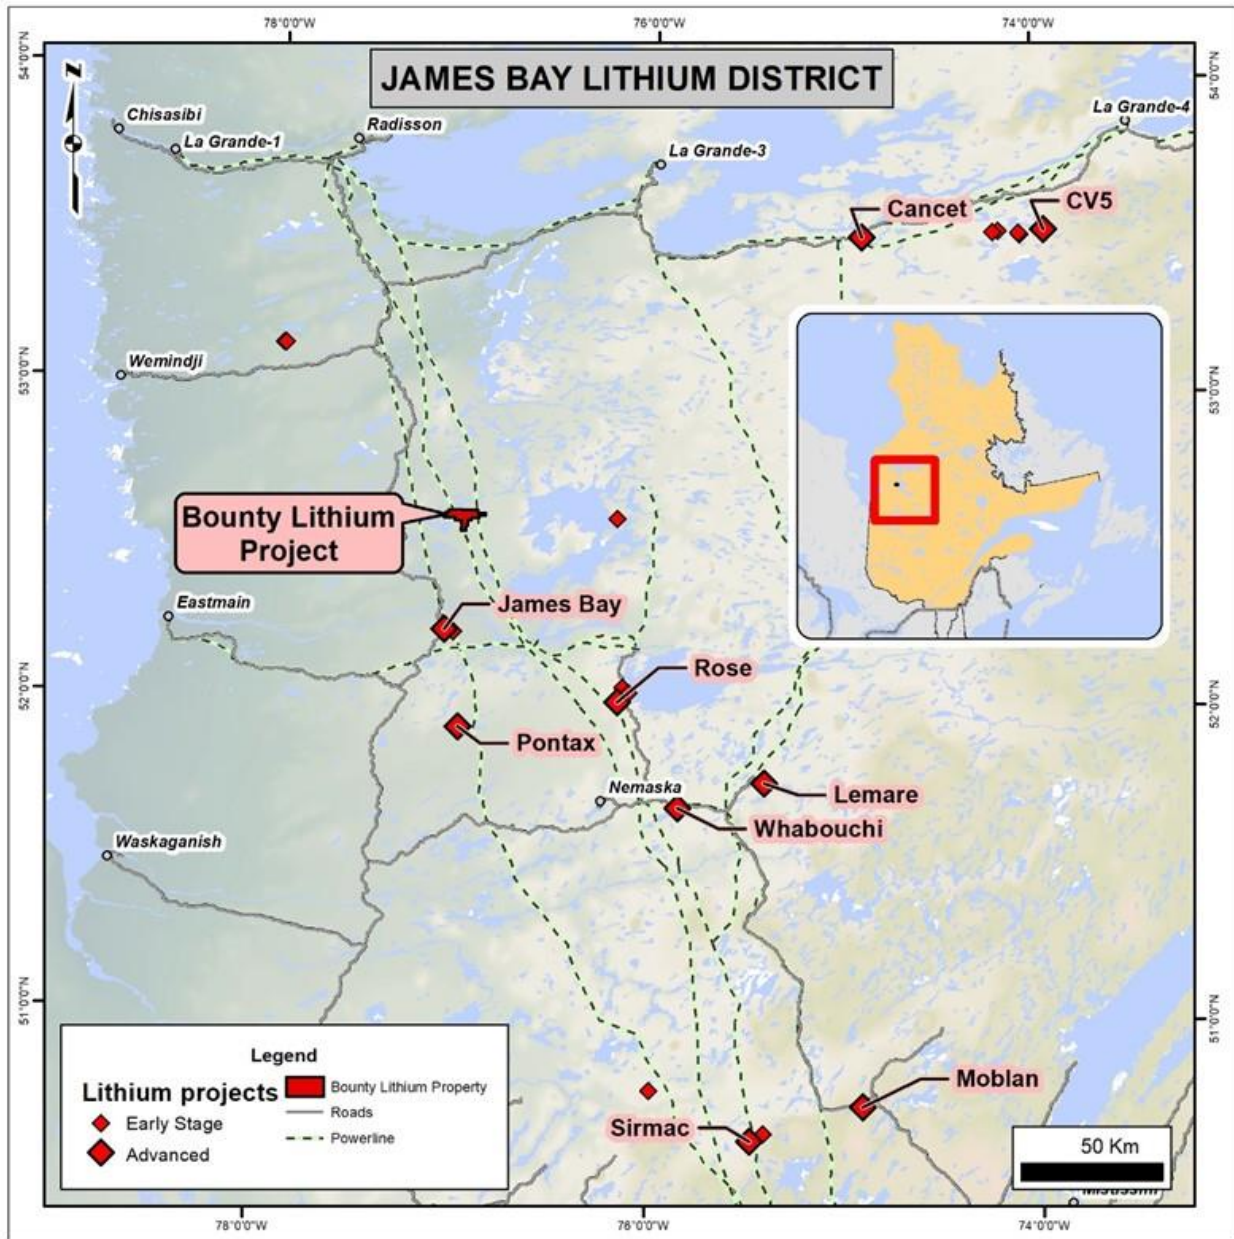 78°0'0"W
76°0'0"W
74°0'0"W
54°0'0"N
54°0'0"N
Z
JAMES BAY LITHIUM DISTRICT
Chisasibi
La Grande-1
Radisson
La Grande-3
La Grande-4
Cancet
CV5
Wemindji
53°0'0"N
53°0'0"N
Bounty Lithium
Project
Eastmain
James Bay
Rose
52°0'0"N
52°0'0"N
Pontax
Nemaska
Lemare
Whabouchi
Waskaganish
51°0'0"N
51°0'0"N
Moblan
Sirmac
Legend
Lithium projects
Early Stage
Advanced
Bounty Lithium Property
Roads
Powerline
50 Km
Mistissini
78°0'0"W
76°0'0"W
74°0'0"W